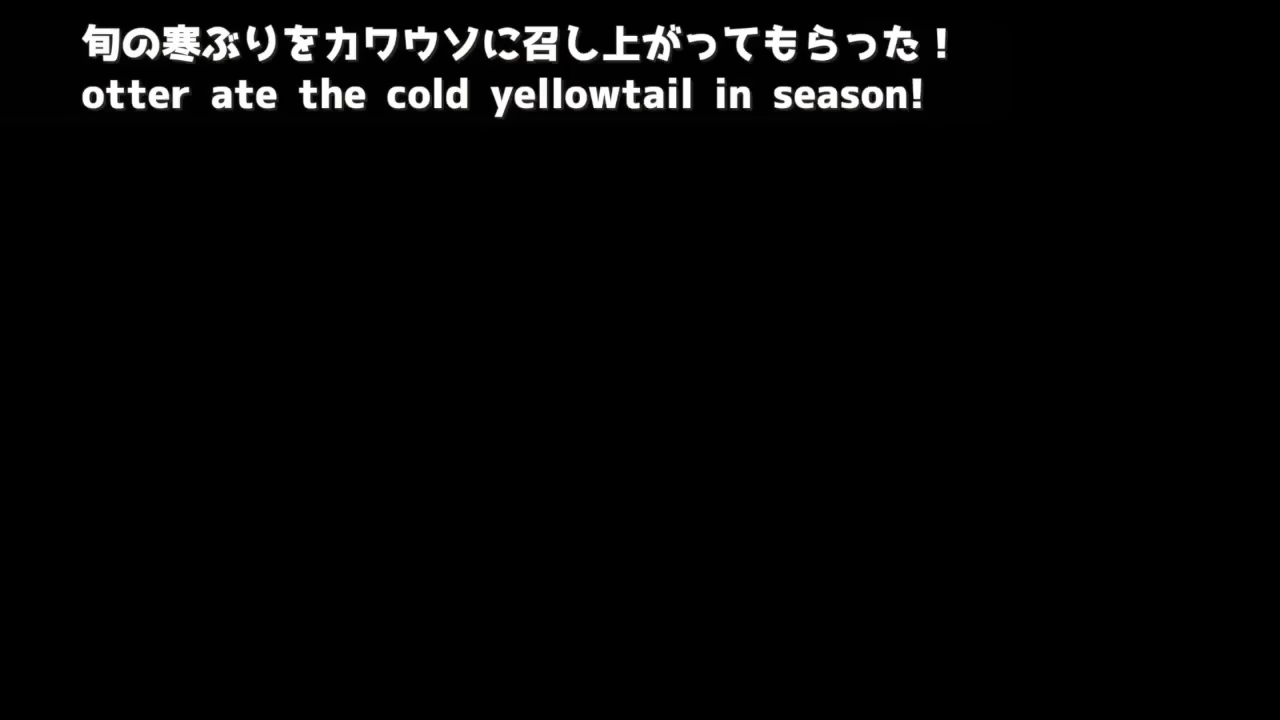 旬の寒ぶりをカワウソに召し上がってもらった！
otter ate the cold yellowtail in season!